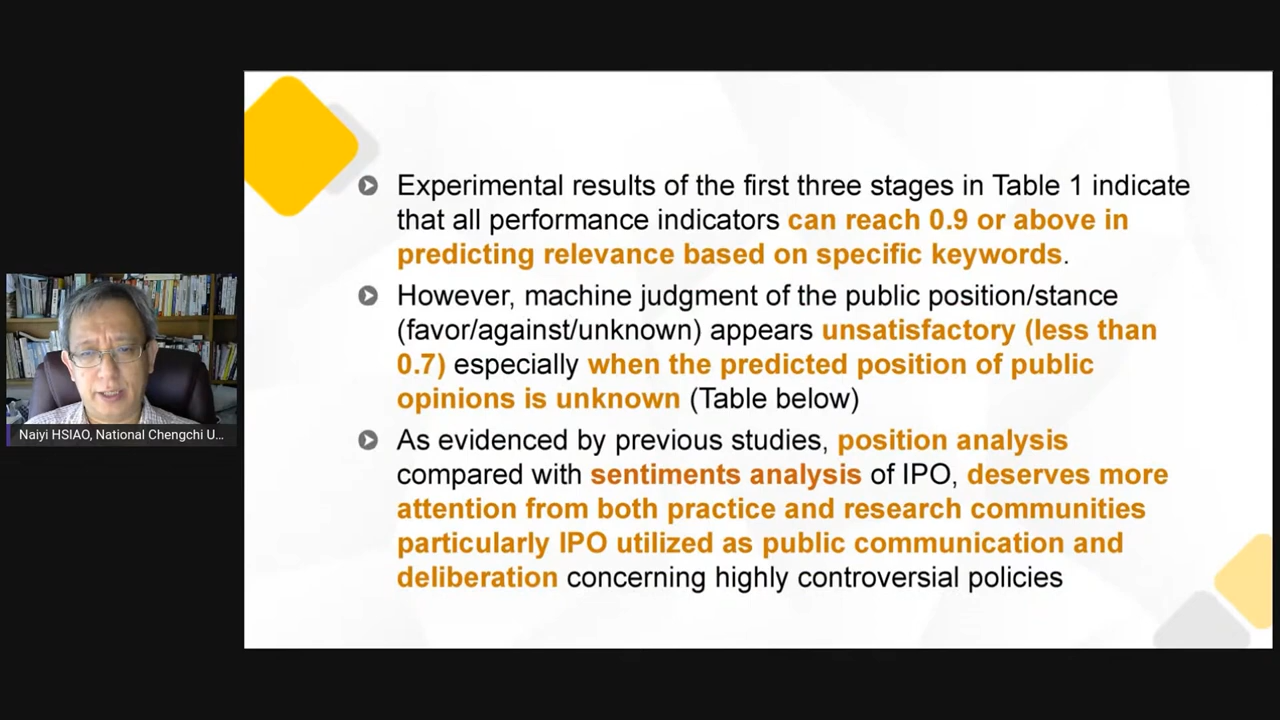 Experimental results of the first three stages in Table 1 indicate
that all performance indicators can reach 0.9 or above in
predicting relevance based on specific keywords.
However, machine judgment of the public position/stance
(favor/against/unknown) appears unsatisfactory (less than
0.7) especially when the predicted position of public
opinions is unknown (Table below)
As evidenced by previous studies, position analysis
compared with sentiments analysis of IPO, deserves more
attention from both practice and research communities
particularly IPO utilized as public communication and
deliberation concerning highly controversial policies
Naiyi HSIAO, National Chengchi U...